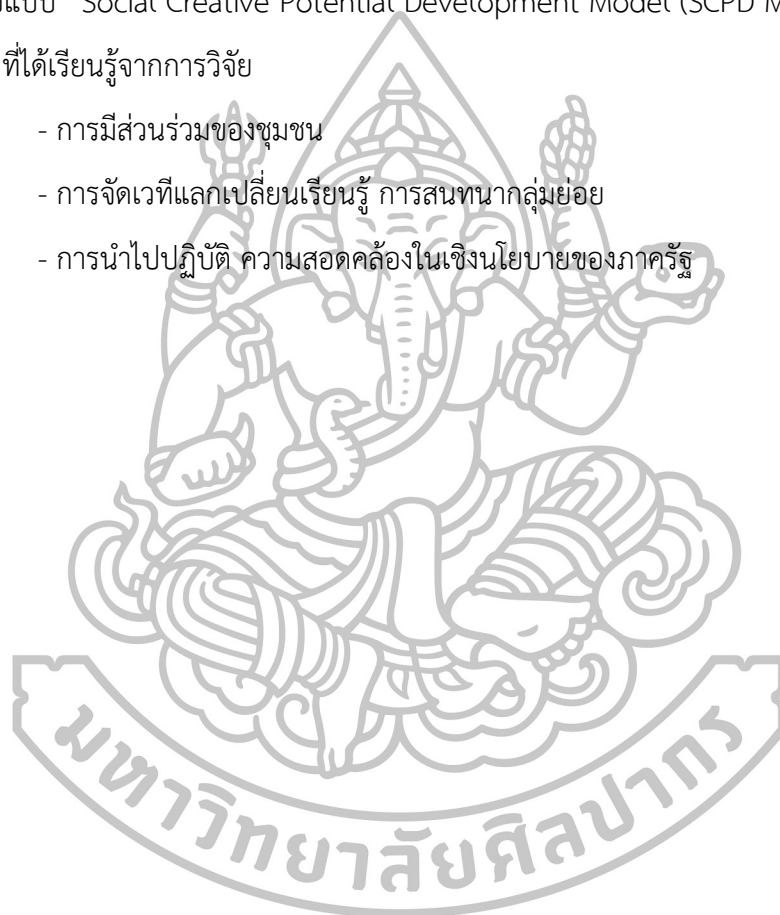 แบบ "Social Creative Potential Development Model (SCPD M
ที่ได้เรียนรู้จากการวิจัย
- การมีส่วนร่วมของชุมชน
- การจัดเวทีแลกเปลี่ยนเรียนรู้ การสนทนากลุ่มย่อย
- การนำไปปฏิบัติ ความสอดคล้องในเชิงนโยบายของภาครัฐ
มหาวิทยาลัยศิลปากร